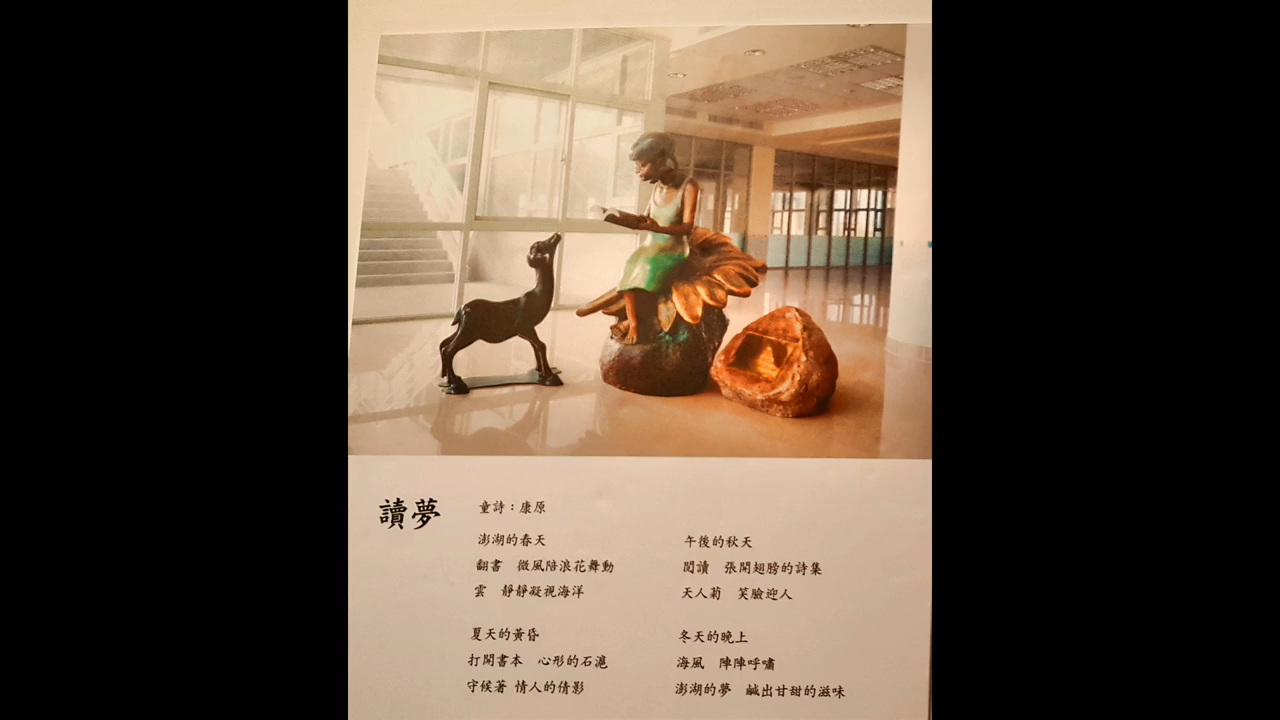 讀夢
童詩：康原
澎湖的春天
翻書　微風陪浪花舞動
雲　靜靜凝視海洋
夏天的黃昏
打開書本　心形的石滬
守候著 情人的倩影
午後的秋天
閱讀　張開翅膀的詩集
天人菊　笑臉迎人
冬天的晚上
海風　陣陣呼嘯
澎湖的夢　鹹出甘甜的滋味